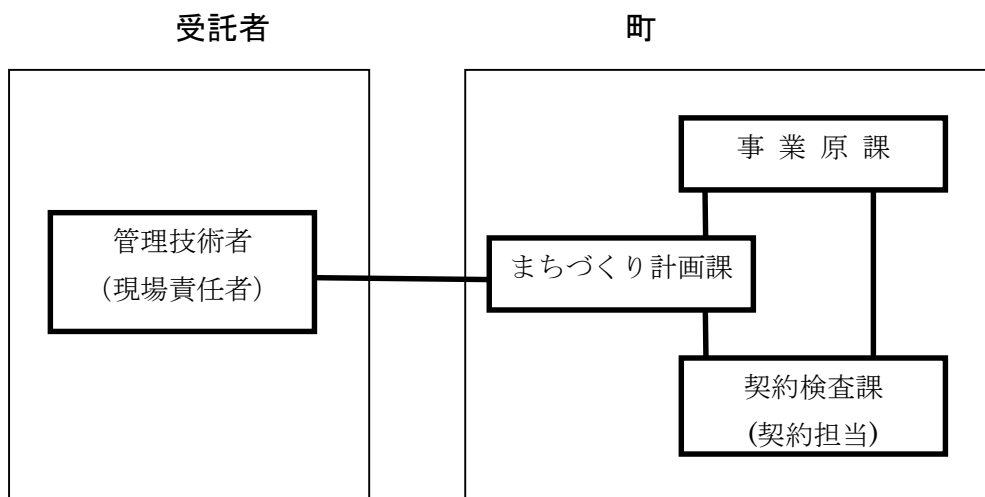 受託者
町
事 業 原 課
管理技術者
（現場責任者）
まちづくり計画課
契約検査課
(契約担当)